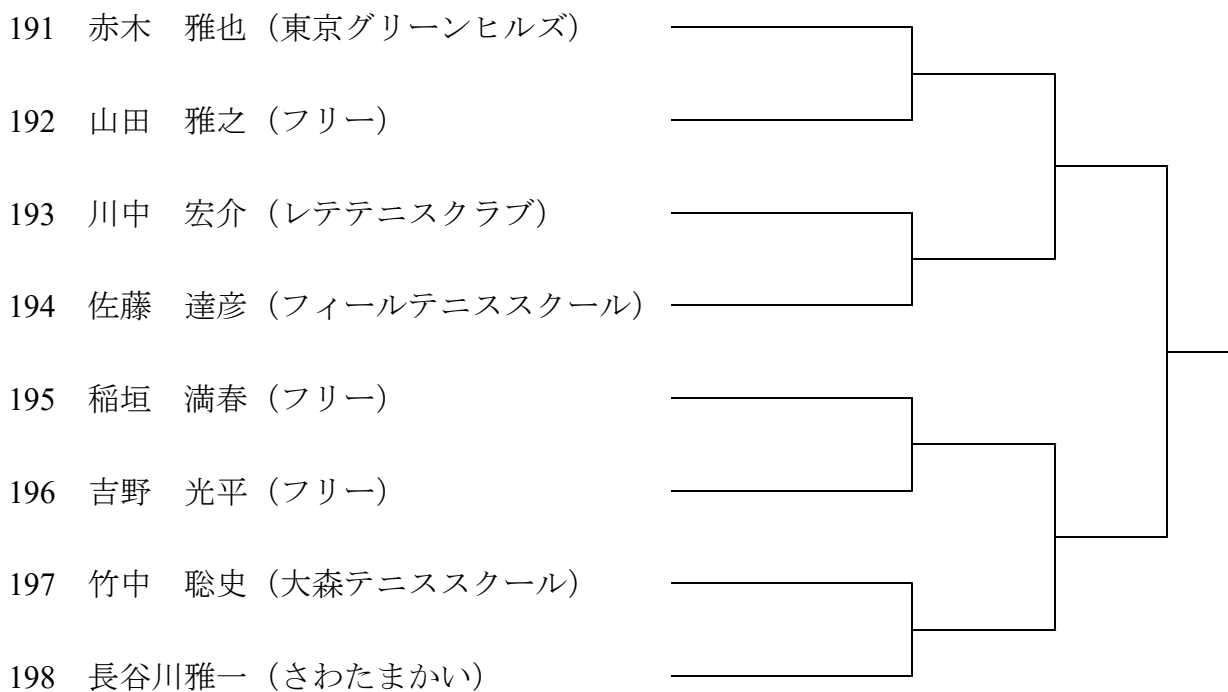 191 赤木 雅也（東京グリーンヒルズ）
192 山田 雅之（フリー）
193 川中 宏介（レテテニスクラブ）
194 佐藤 達彦（フィールテニススクール）
195 稲垣 満春（フリー）
196 吉野 光平（フリー）
197 竹中 聡史（大森テニススクール）
198 長谷川雅一（さわたまかい）